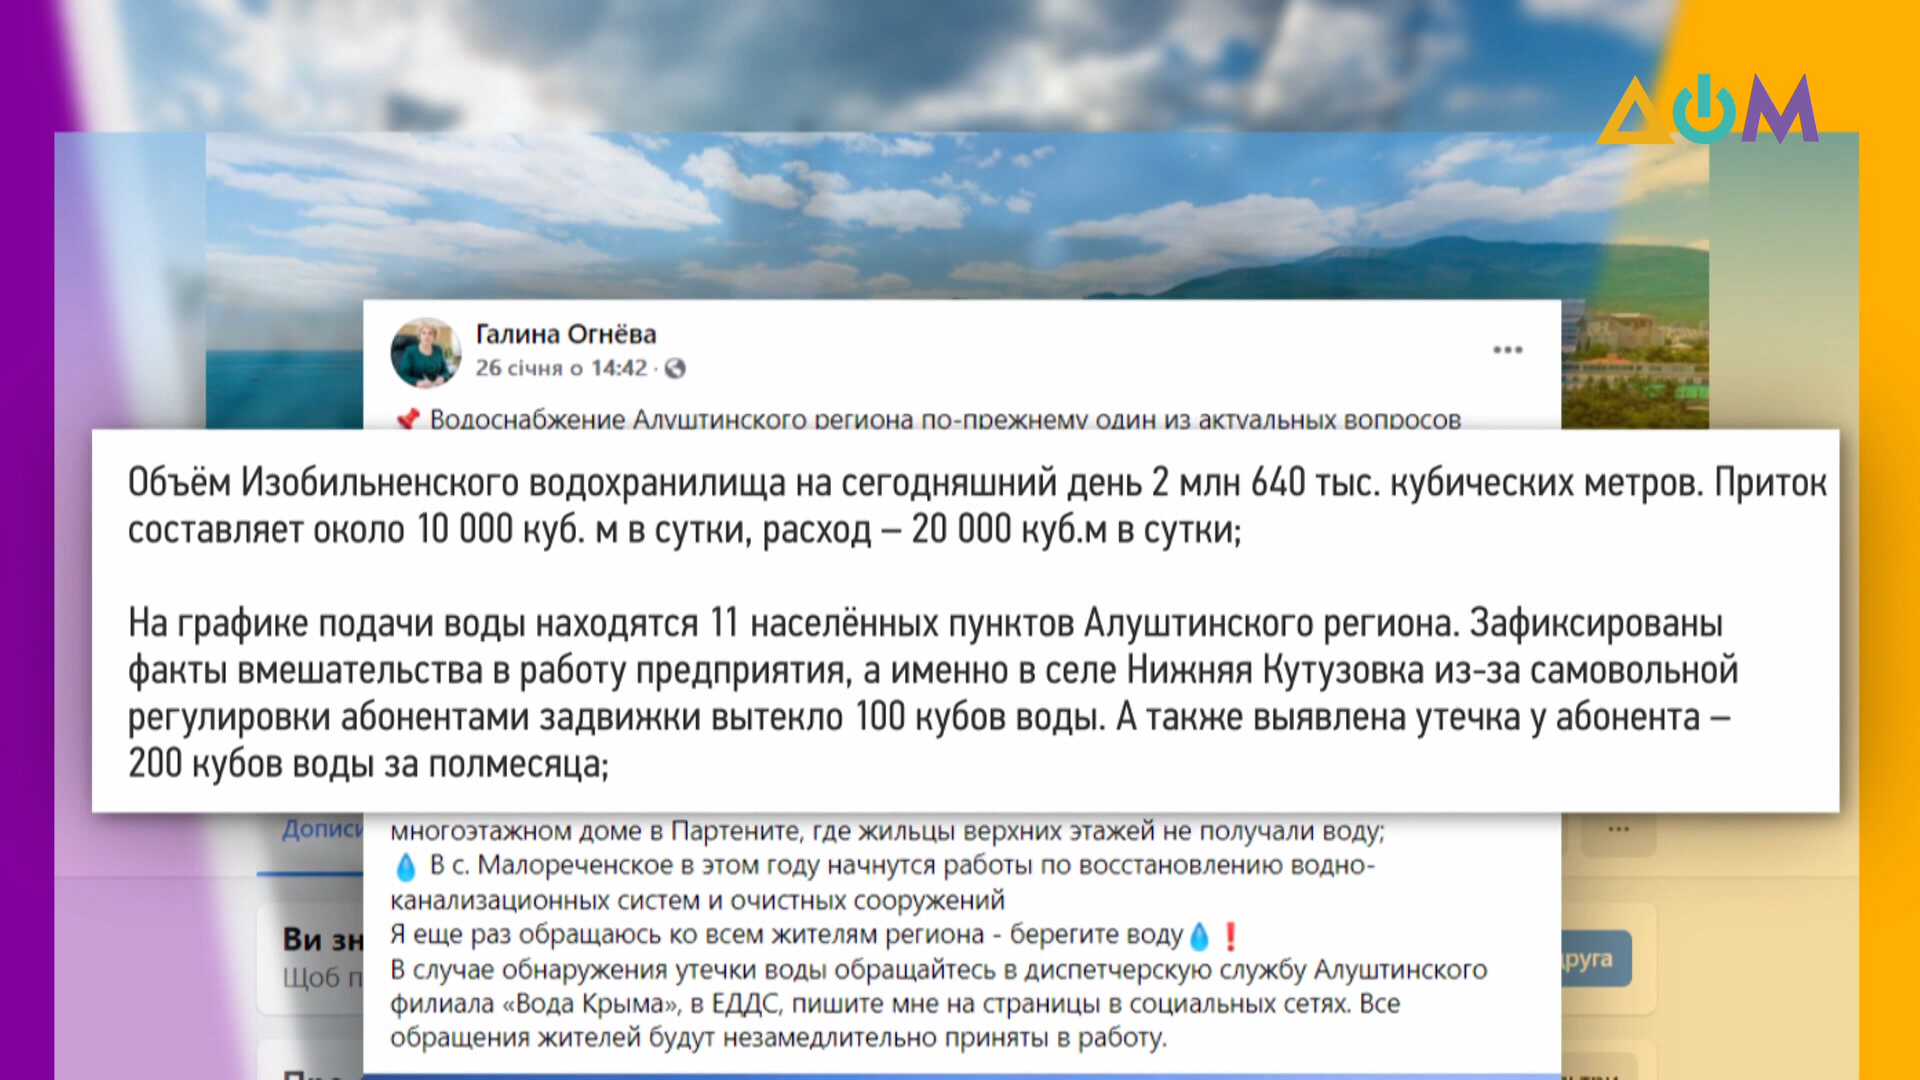 ДОМ
Галина Огнёва
26 січня о 14:42 ·
Водоснабжение Алуштинского региона по-прежнему один из актуальных вопросов
Объём Изобильненского водохранилища на сегодняшний день 2 млн 640 тыс. кубических метров. Приток
составляет около 10 000 куб. м в сутки, расход – 20 000 куб.м в сутки;
На графике подачи воды находятся 11 населённых пунктов Алуштинского региона. Зафиксированы
факты вмешательства в работу предприятия, а именно в селе Нижняя Кутузовка из-за самовольной
регулировки абонентами задвижки вытекло 100 кубов воды. А также выявлена утечка у абонента –
200 кубов воды за полмесяца;
многоэтажном доме в Партените, где жильцы верхних этажей не получали воду;
💧 В с. Малореченское в этом году начнутся работы по восстановлению водно-
канализационных систем и очистных сооружений
Я еще раз обращаюсь ко всем жителям региона - берегите воду💧❗
В случае обнаружения утечки воды обращайтесь в диспетчерскую службу Алуштинского
филиала «Вода Крыма», в ЕДДС, пишите мне на страницы в социальных сетях. Все
обращения жителей будут незамедлительно приняты в работу.
Дописи
Ви зн
Щоб п
друга